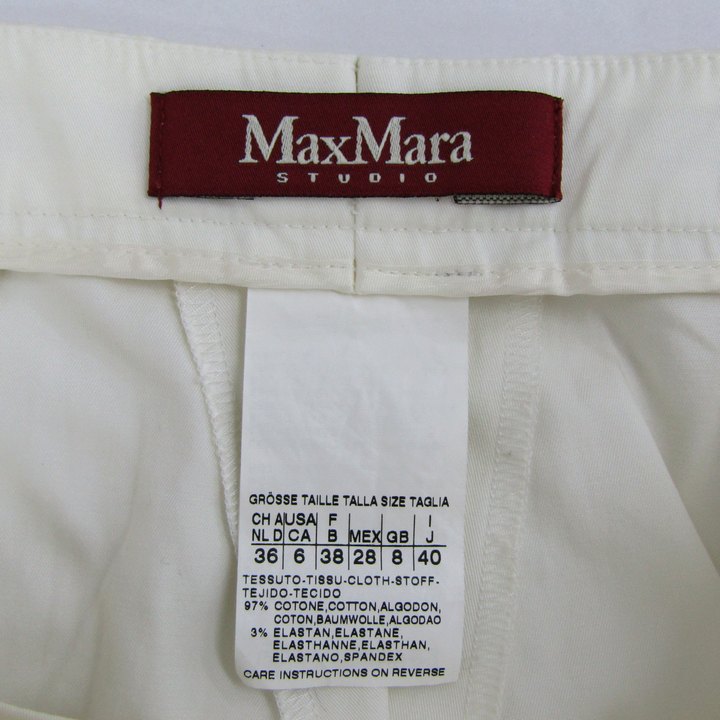 MaxMara
STUDIO
GRÖSSE TAILLE TALLA SIZE TAGLIA
CH A USA F I
NL D CA B MEX GB J
36 6 38 28 8 40
TESSUTO-TISSU-CLOTH-STOFF-
TEJIDO-TECIDO
97% COTONE,COTTON,ALGODON,
COTON,BAUMWOLLE,ALGODAO
3% ELASTAN,ELASTANE,
ELASTHANNE,ELASTHAN,
ELASTANO,SPANDEX
CARE INSTRUCTIONS ON REVERSE